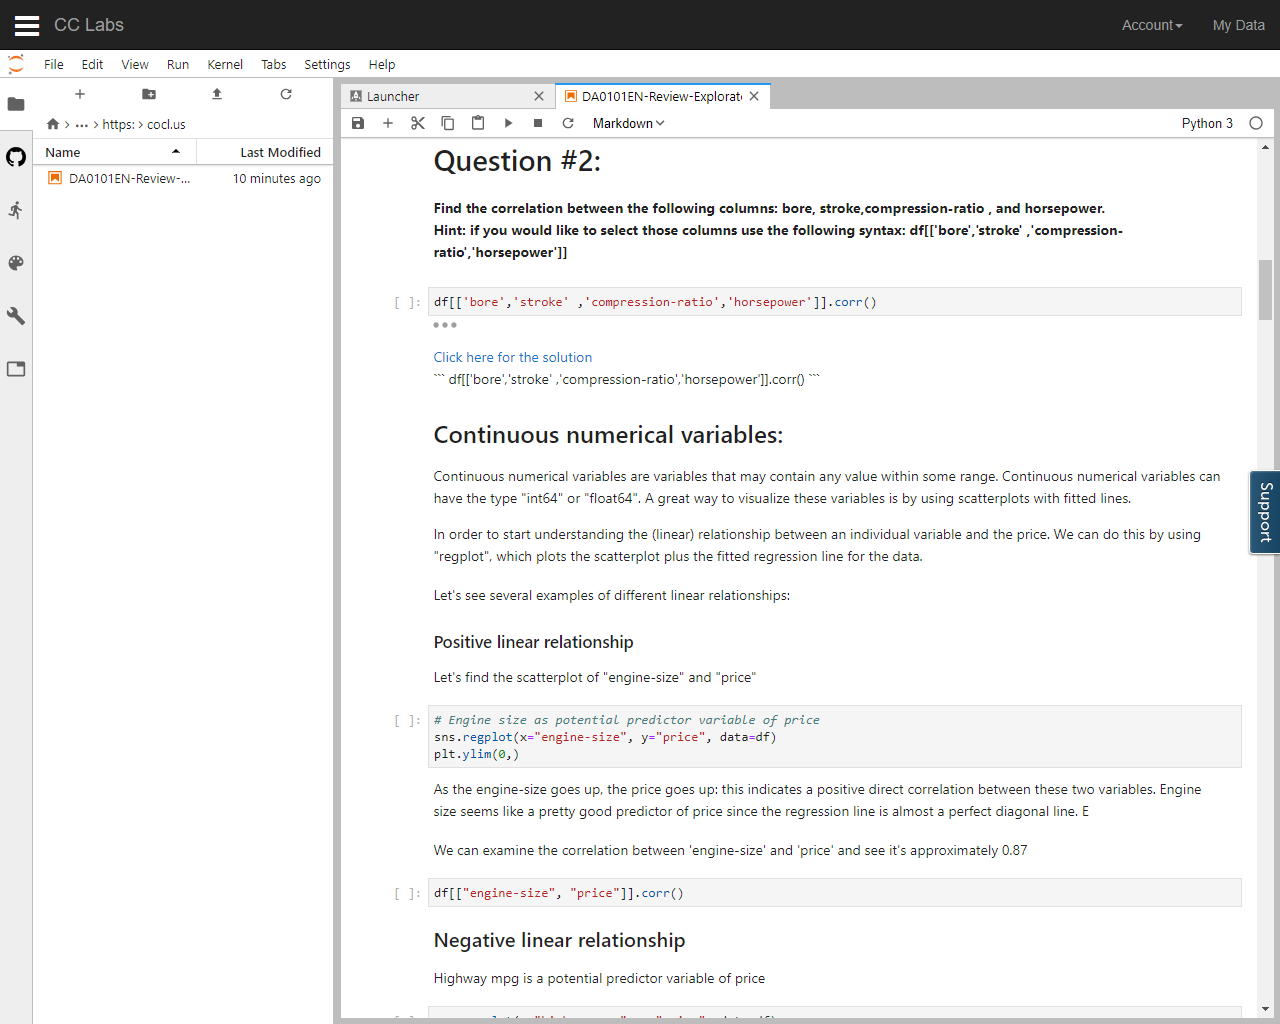 CC Labs
Account
My Data
File Edit View Run Kernel Tabs Settings Help
Launcher
DA0101EN-Review-Explorat
https: cocl.us
Markdown
Python 3
Name
Last Modified
DA0101EN-Review-...
10 minutes ago
Question #2:
Find the correlation between the following columns: bore, stroke,compression-ratio , and horsepower.
Hint: if you would like to select those columns use the following syntax: df[['bore','stroke' ,'compression-
ratio','horsepower']]
[ ]: df[['bore','stroke' ,'compression-ratio','horsepower']].corr()
Click here for the solution
``` df[['bore','stroke' ,'compression-ratio','horsepower']].corr() ```
Continuous numerical variables:
Continuous numerical variables are variables that may contain any value within some range. Continuous numerical variables can
have the type "int64" or "float64". A great way to visualize these variables is by using scatterplots with fitted lines.
In order to start understanding the (linear) relationship between an individual variable and the price. We can do this by using
"regplot", which plots the scatterplot plus the fitted regression line for the data.
Let's see several examples of different linear relationships:
Positive linear relationship
Let's find the scatterplot of "engine-size" and "price"
[ ]: # Engine size as potential predictor variable of price
sns.regplot(x="engine-size", y="price", data=df)
plt.ylim(0,)
As the engine-size goes up, the price goes up: this indicates a positive direct correlation between these two variables. Engine
size seems like a pretty good predictor of price since the regression line is almost a perfect diagonal line. E
We can examine the correlation between 'engine-size' and 'price' and see it's approximately 0.87
[ ]: df[["engine-size", "price"]].corr()
Negative linear relationship
Highway mpg is a potential predictor variable of price
Support